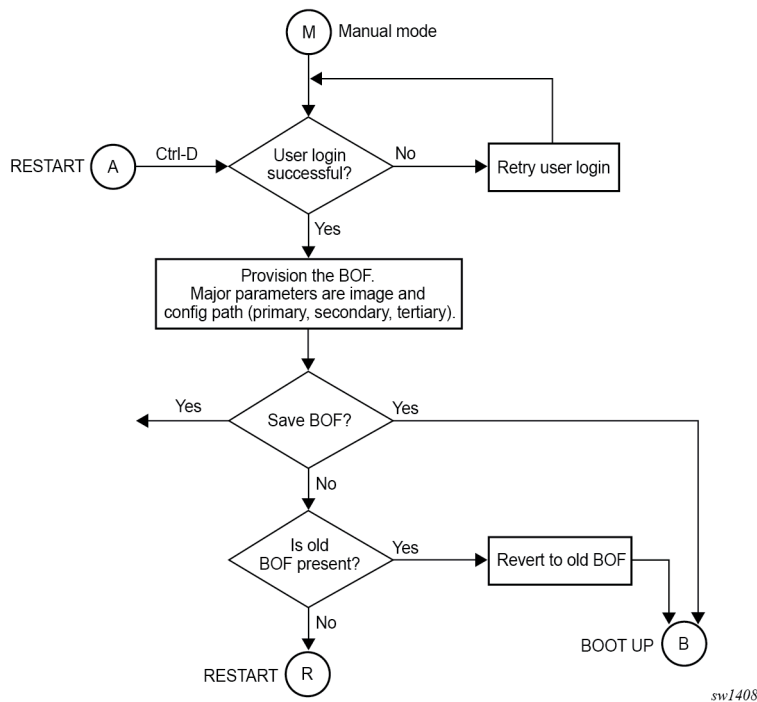 M
Manual mode
RESTART
A
Ctrl-D
User login
successful?
No
Retry user login
Yes
Provision the BOF.
Major parameters are image and
config path (primary, secondary, tertiary).
Yes
Save BOF?
Yes
No
Is old
BOF present?
Yes
Revert to old BOF
No
BOOT UP
B
RESTART
R
sw1408